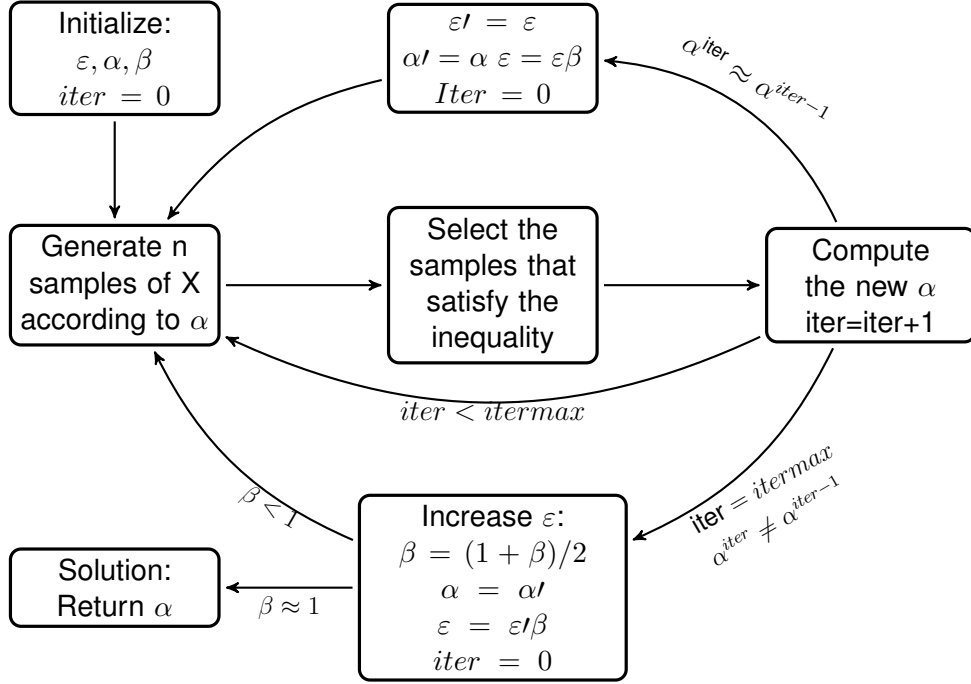 Initialize:
ε, α, β
iter = 0
ε′ = ε
α′ = α ε = εβ
Iter = 0
α^iter ≈ α^iter−1
Generate n
samples of X
according to α
Select the
samples that
satisfy the
inequality
Compute
the new α
iter=iter+1
iter < itermax
iter = itermax
α^iter ≠ α^iter−1
β < 1
Increase ε:
β = (1 + β)/2
α = α′
ε = ε′β
iter = 0
β ≈ 1
Solution:
Return α